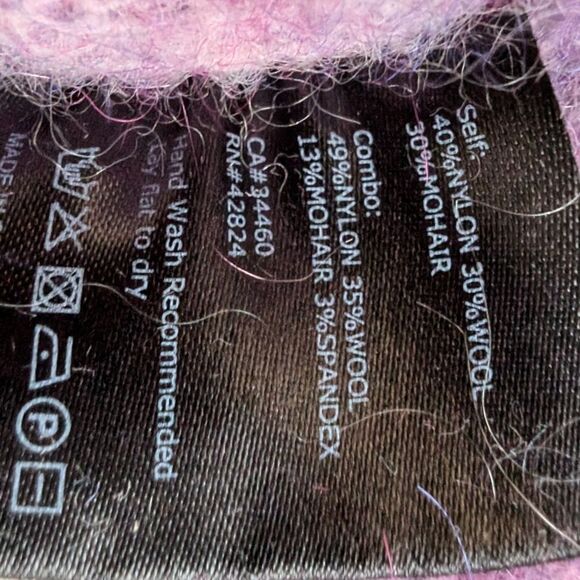 Self:
40%NYLON 30%WOOL
30%MOHAIR
Combo:
49%NYLON 35%WOOL
13%MOHAIR 3%SPANDEX
CA#34460
RN#42824
Hand Wash Recommended
Lay flat to dry
MADE